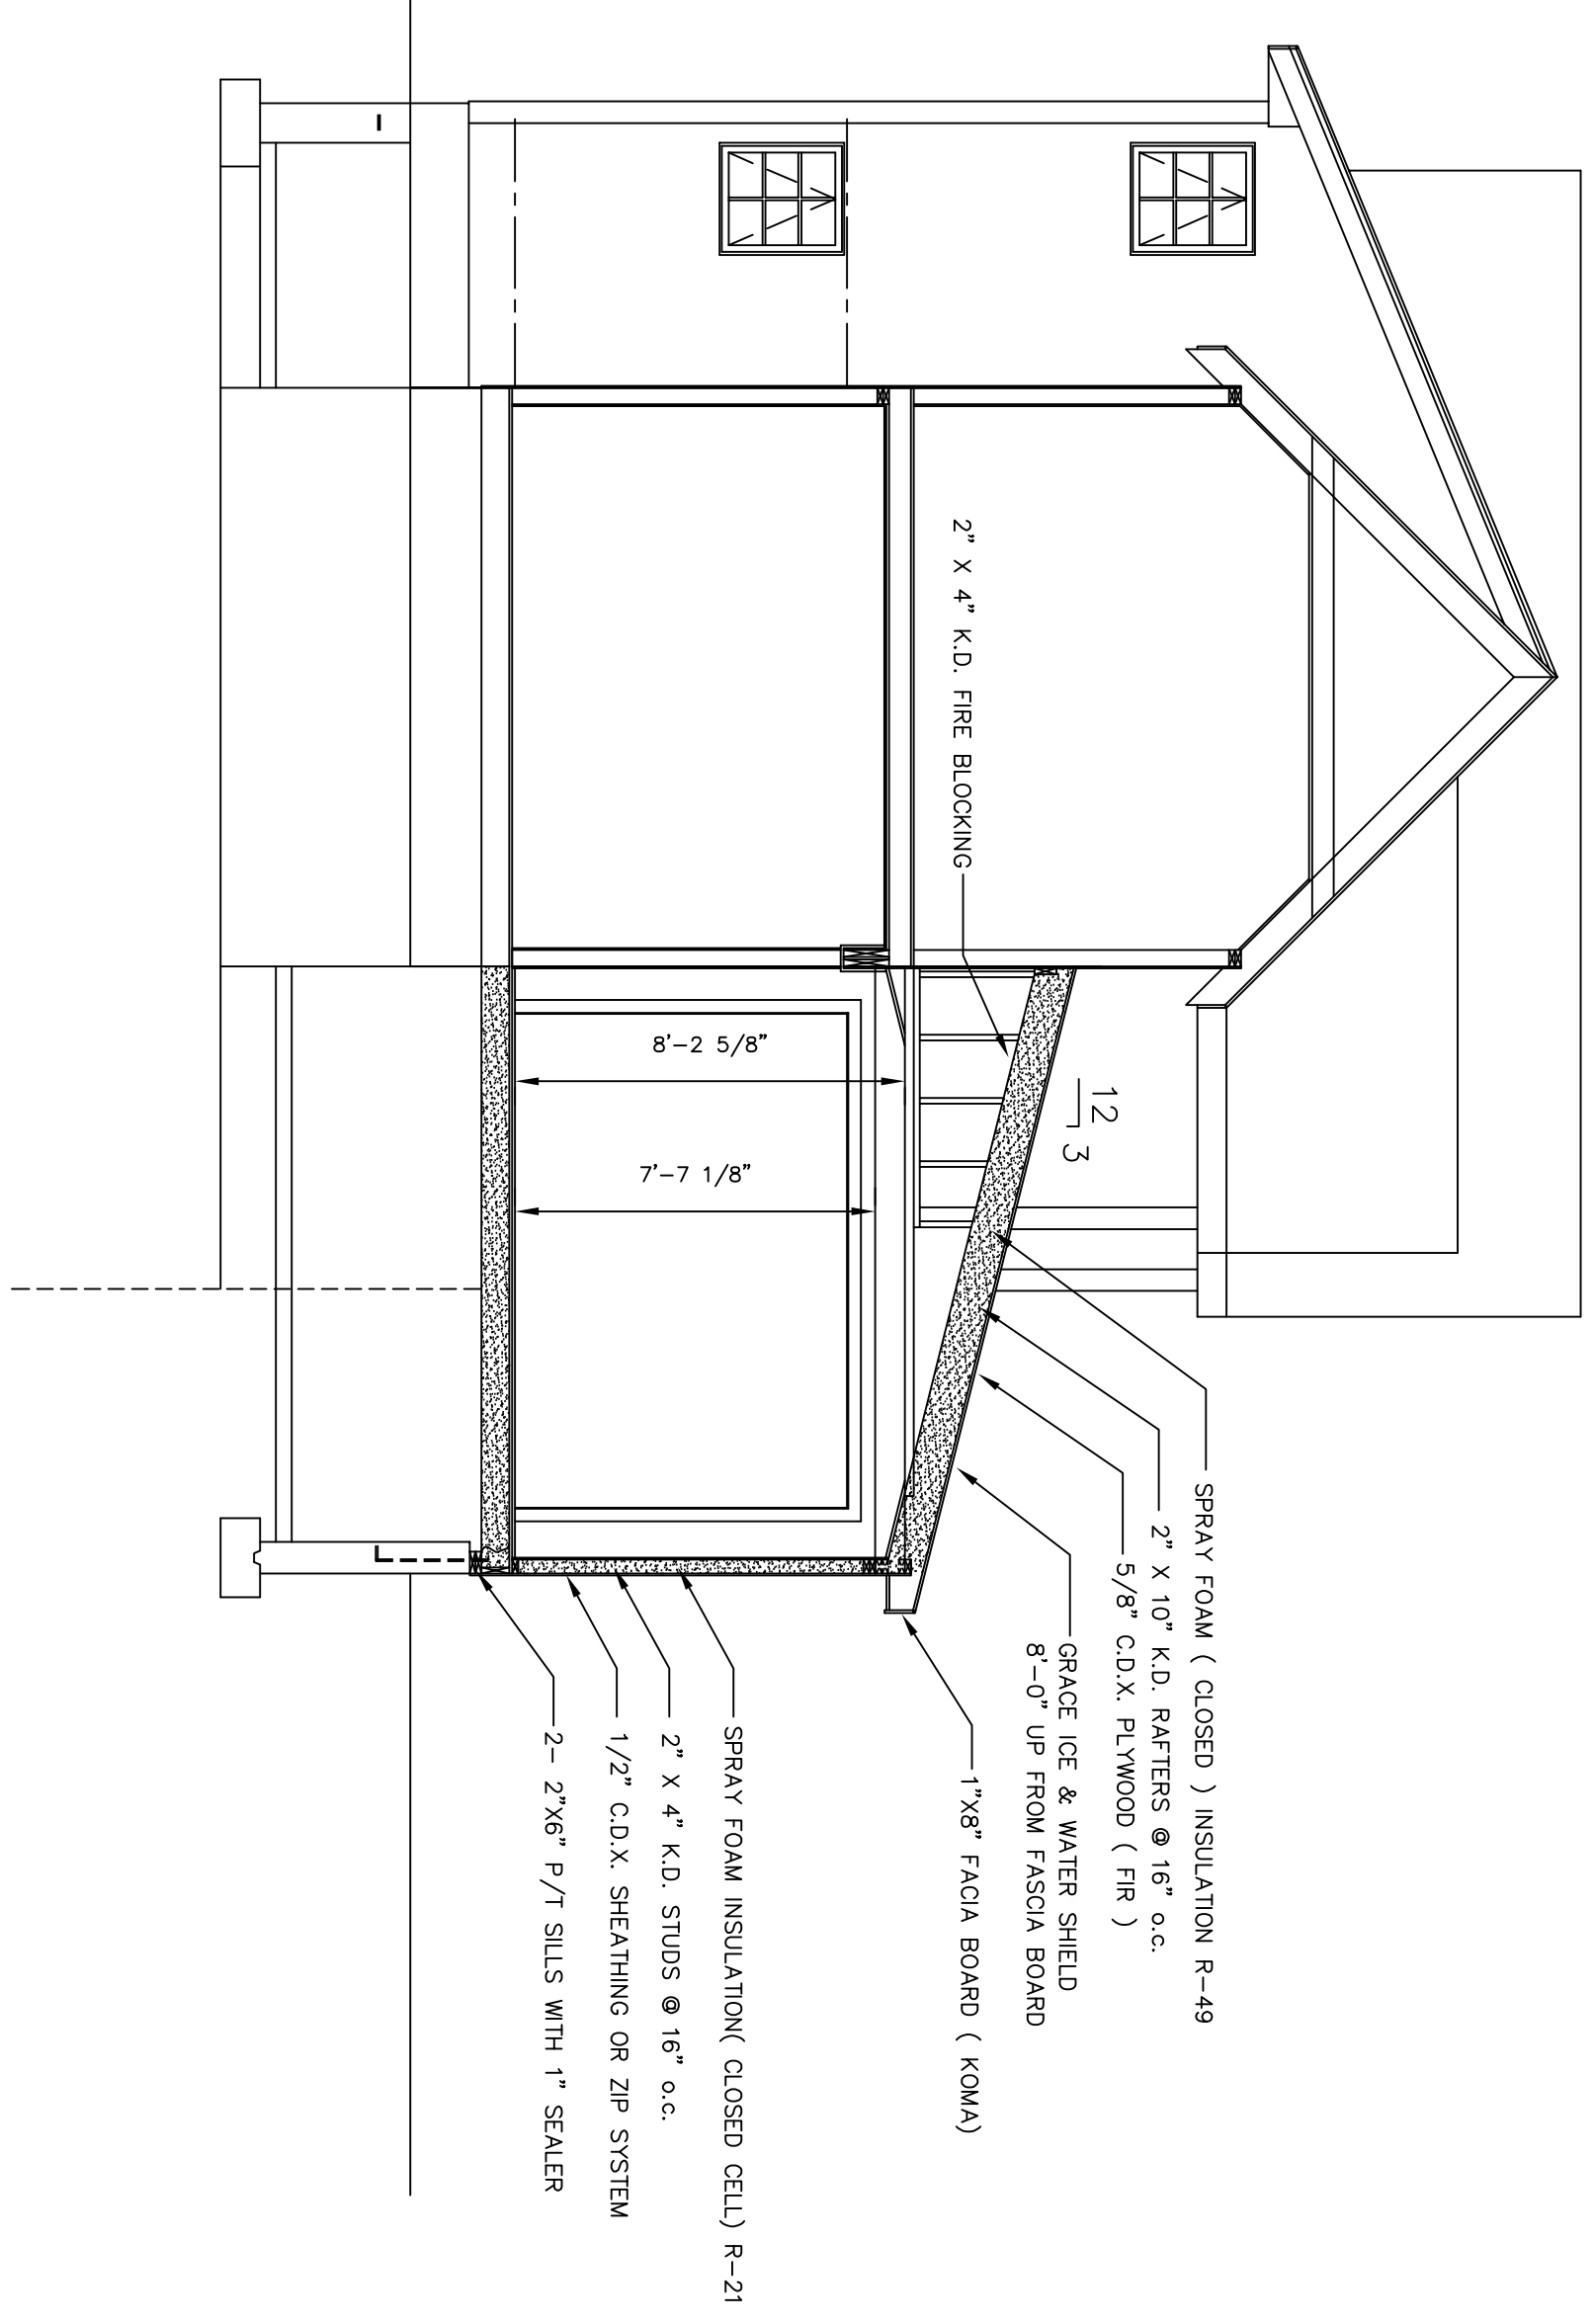 SPRAY FOAM ( CLOSED ) INSULATION R-49
2" X 10" K.D. RAFTERS @ 16" o.c.
5/8" C.D.X. PLYWOOD ( FIR )
GRACE ICE & WATER SHIELD
8'-0" UP FROM FASCIA BOARD
12
3
1"X8" FACIA BOARD ( KOMA)
2" X 4" K.D. FIRE BLOCKING
8'-2 5/8"
7'-7 1/8"
SPRAY FOAM INSULATION( CLOSED CELL) R-21
2" X 4" K.D. STUDS @ 16" o.c.
1/2" C.D.X. SHEATHING OR ZIP SYSTEM
2- 2"X6" P/T SILLS WITH 1" SEALER